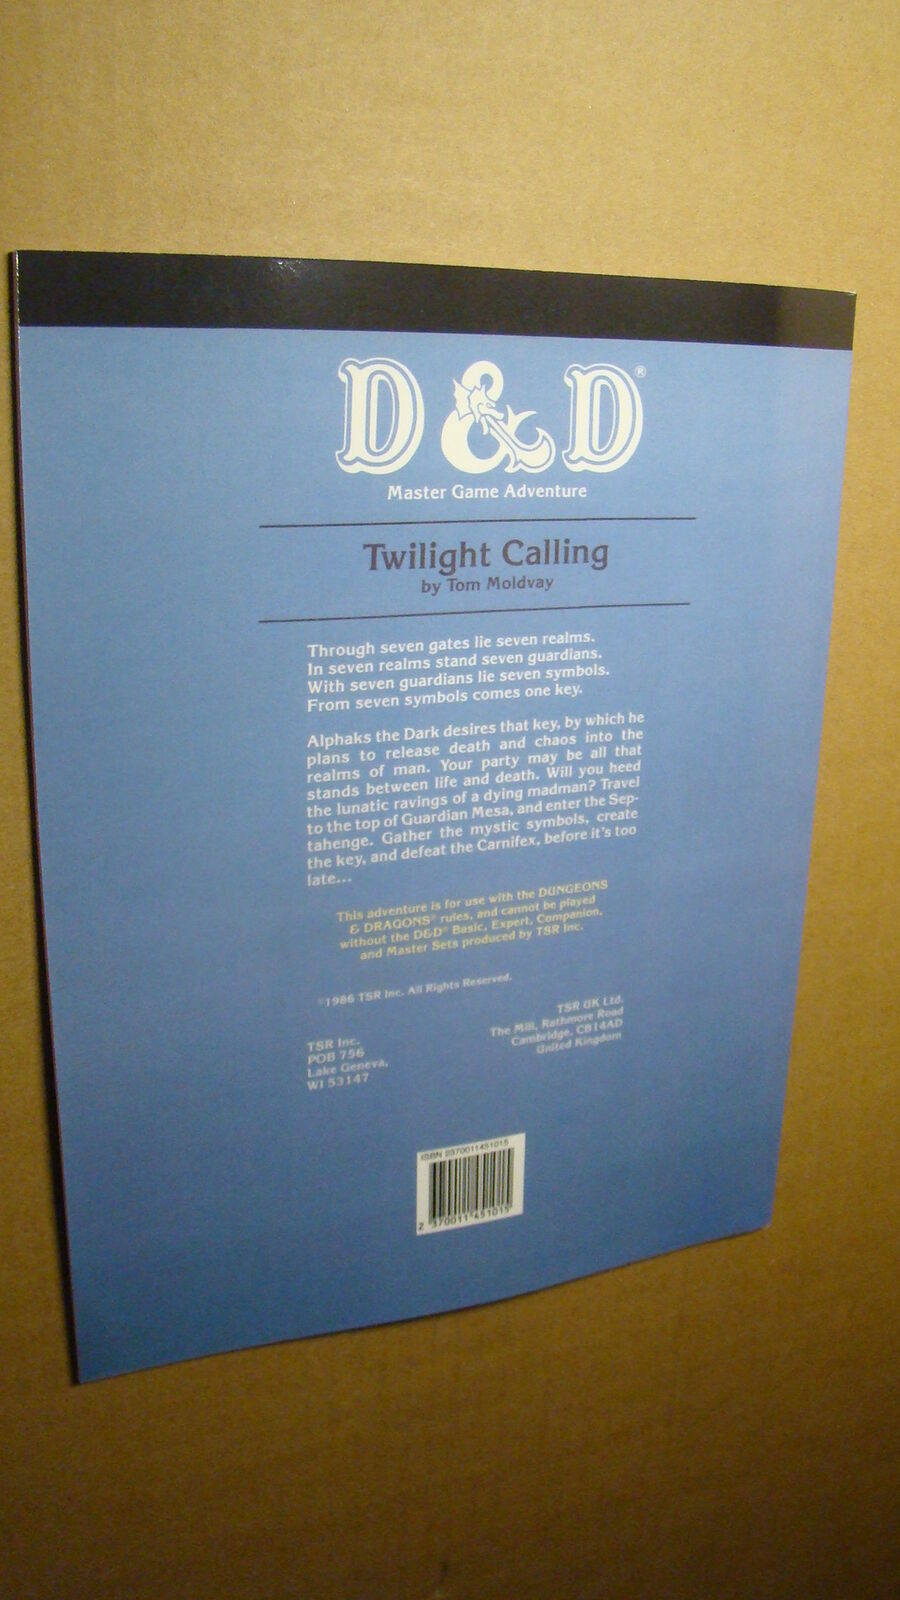 D&D®
Master Game Adventure
Twilight Calling
by Tom Moldvay
Through seven gates lie seven realms.
In seven realms stand seven guardians.
With seven guardians lie seven symbols.
From seven symbols comes one key.
Alphaks the Dark desires that key, by which he
plans to release death and chaos into the
realms of man. Your party may be all that
stands between life and death. Will you heed
the lunatic ravings of a dying madman? Travel
to the top of Guardian Mesa, and enter the Sep-
tahenge. Gather the mystic symbols, create
the key, and defeat the Carnifex, before it's too
late...
This adventure is for use with the DUNGEONS
& DRAGONS® rules, and cannot be played
without the D&D® Basic, Expert, Companion,
and Master Sets produced by TSR Inc.
©1986 TSR Inc. All Rights Reserved.
TSR Inc.
POB 756
Lake Geneva,
WI 53147
TSR UK Ltd.
The Mill, Rathmore Road
Cambridge, CB14AD
United Kingdom
ISBN 2370011451015
2 370011 451015